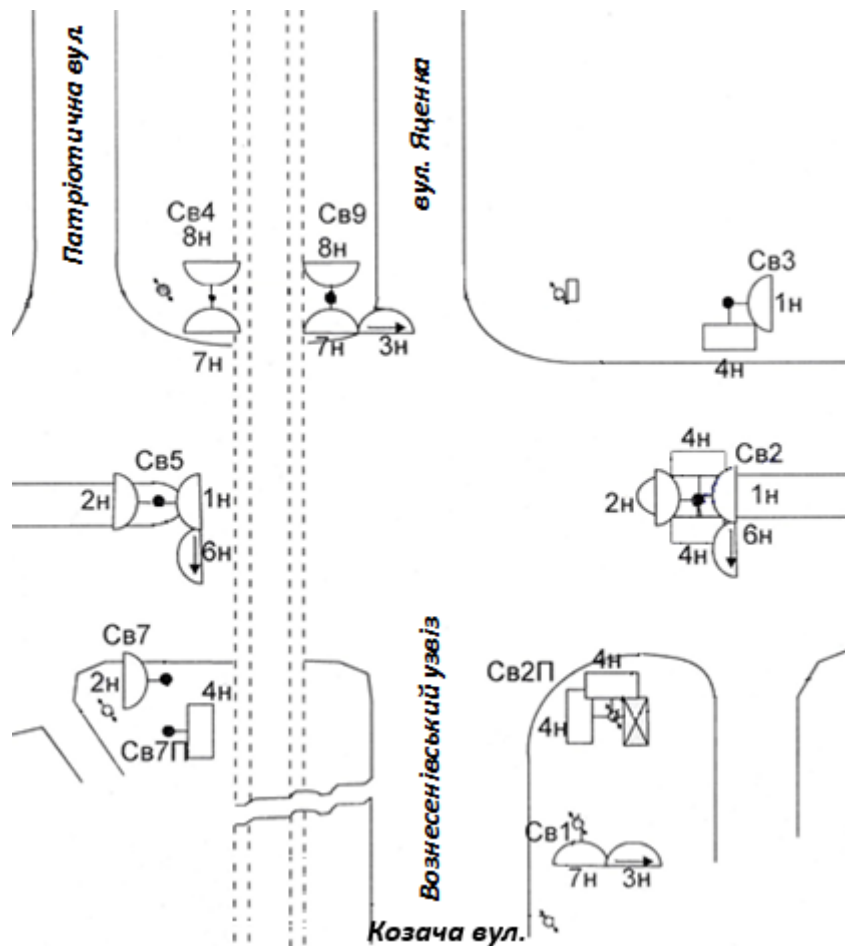 Патріотична вул.
вул. Яценка
Св4
8н
Св9
8н
7н
7н
3н
Св3
1н
4н
Св5
2н
1н
6н
4н
Св2
2н
1н
4н
6н
Св7
2н
4н
Св7П
Вознесенівський узвіз
Св2П
4н
4н
Св1
7н
3н
Козача вул.